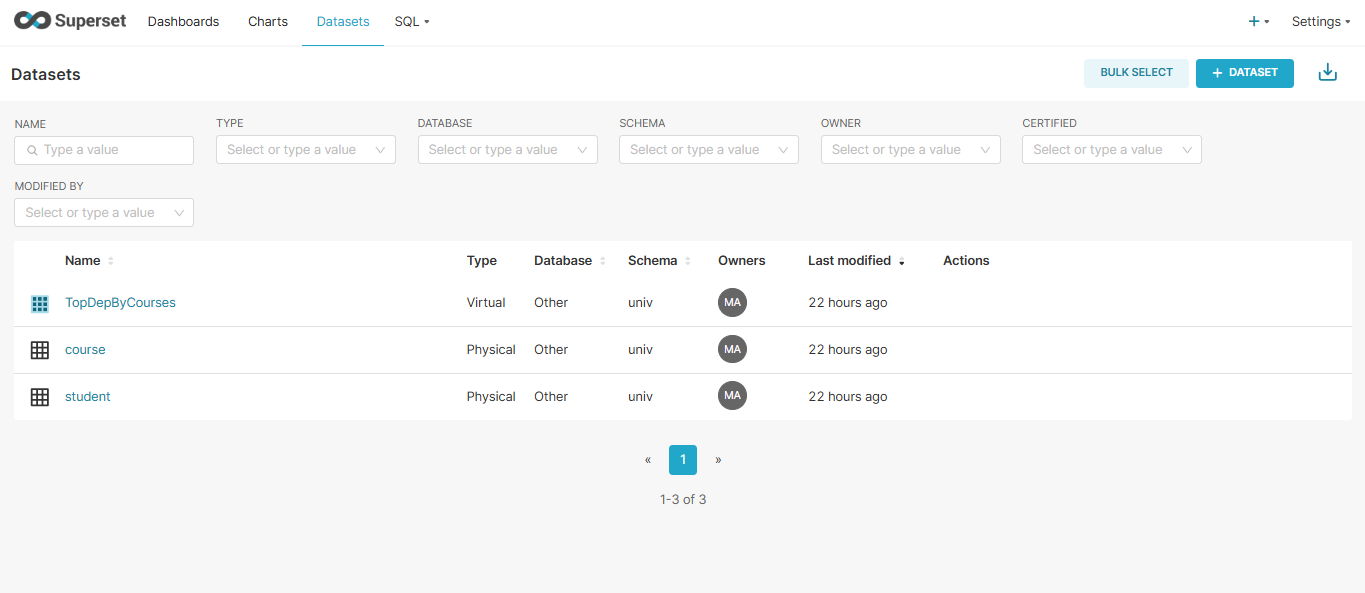 Superset Dashboards Charts Datasets SQL Settings
Datasets BULK SELECT + DATASET
NAME TYPE DATABASE SCHEMA OWNER CERTIFIED
Type a value Select or type a value Select or type a value Select or type a value Select or type a value Select or type a value
MODIFIED BY
Select or type a value
Name Type Database Schema Owners Last modified Actions
TopDepByCourses Virtual Other univ MA 22 hours ago
course Physical Other univ MA 22 hours ago
student Physical Other univ MA 22 hours ago
« 1 »
1-3 of 3